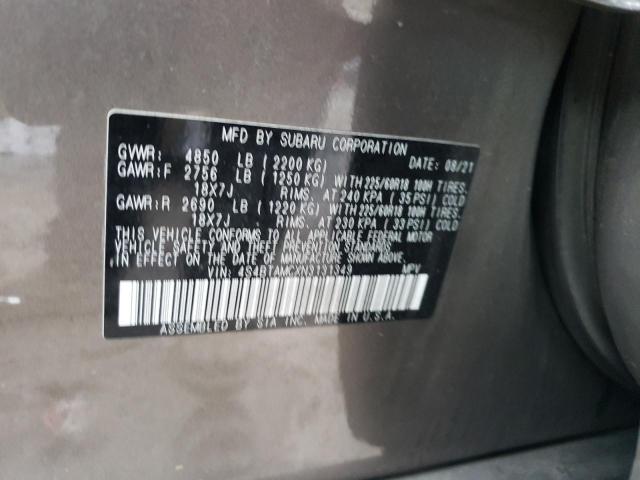 MFD BY SUBARU CORPORATION
GVWR: 4850 LB (2200 KG) DATE: 08/21
GAWR:F 2756 LB (1250 KG) WITH 225/60R18 100H TIRES.
18X7J RIMS. AT 240 KPA (35 PSI) COLD
GAWR:R 2690 LB (1220 KG) WITH 225/60R18 100H TIRES.
18X7J RIMS. AT 230 KPA (33 PSI) COLD
THIS VEHICLE CONFORMS TO ALL APPLICABLE FEDERAL MOTOR
VEHICLE SAFETY AND BUMPER STANDARDS
IN EFFECT ON THE DATE OF MANUFACTURE SHOWN ABOVE.
VIN: MPV
ASSEMBLED BY SIA INC. MADE IN U.S.A.